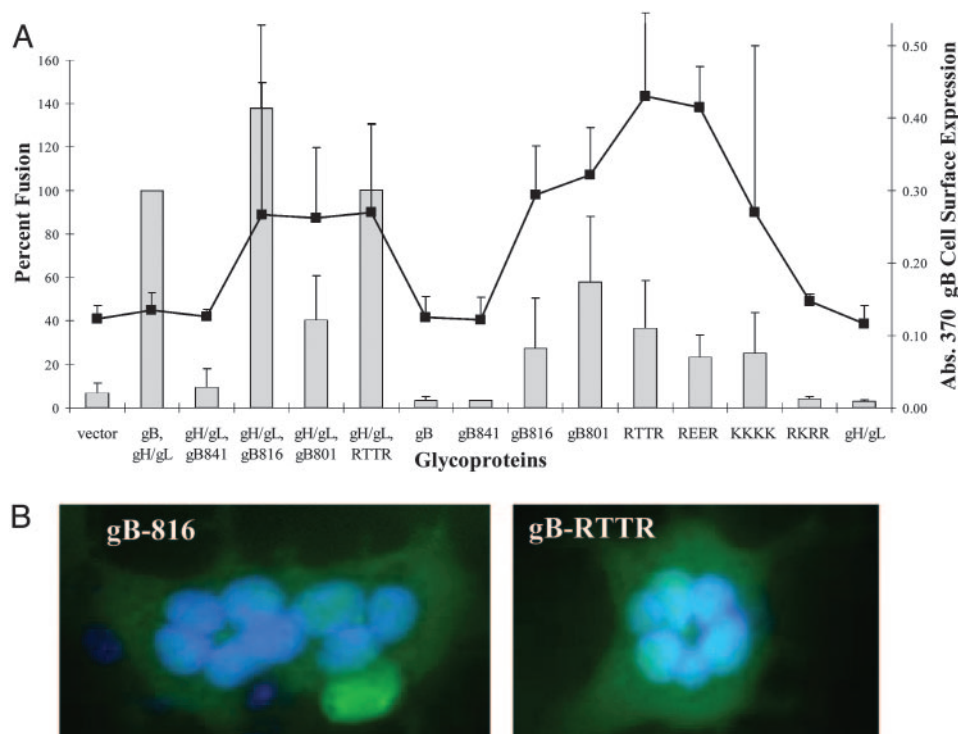 A
Percent Fusion
160
140
120
100
80
60
40
20
0
0.50
0.40
0.30
0.20
0.10
0.00
Abs. 370 gB Cell Surface Expression
vector
gB,
gH/gL
gH/gL,
gB841
gH/gL,
gB816
gH/gL,
gB801
gH/gL,
RTTR
gB
gB841
gB816
gB801
RTTR
REER
KKKK
RKRR
gH/gL
Glycoproteins
B
gB-816
gB-RTTR